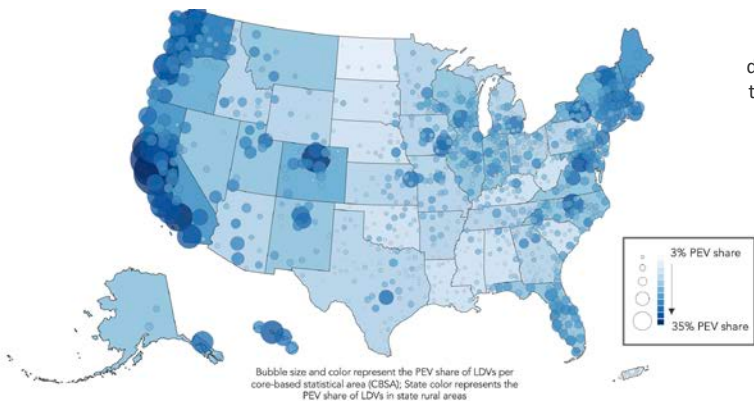 3% PEV share
35% PEV share
Bubble size and color represent the PEV share of LDVs per
core-based statistical area (CBSA); State color represents the
PEV share of LDVs in state rural areas